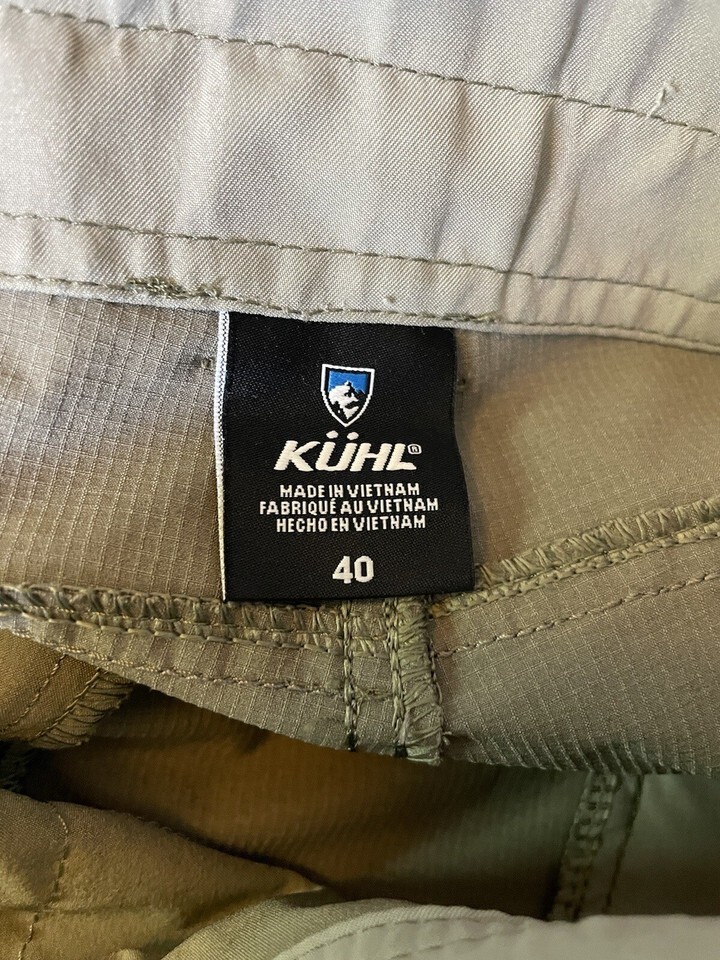 KÜHL®
MADE IN VIETNAM
FABRIQUÉ AU VIETNAM
HECHO EN VIETNAM
40